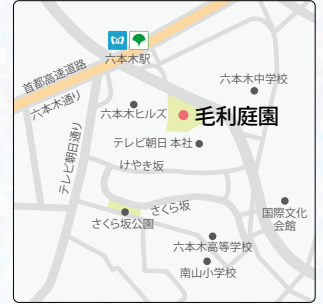 六本木駅
首都高速道路
六本木通り
六本木中学校
六本木ヒルズ
毛利庭園
テレビ朝日 本社
テレビ朝日通り
けやき坂
さくら坂
さくら坂公園
国際文化
会館
六本木高等学校
南山小学校